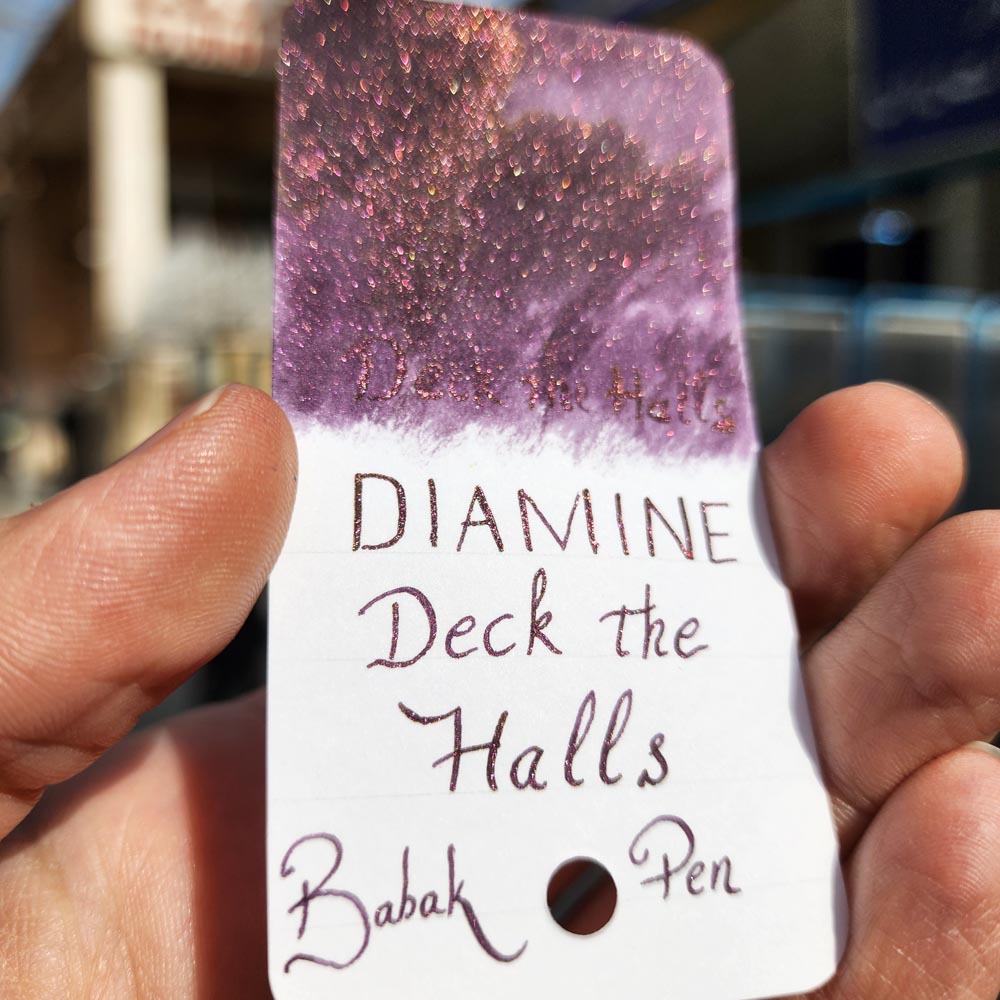 Deck the Halls
DIAMINE
Deck the
Halls
Babak Pen